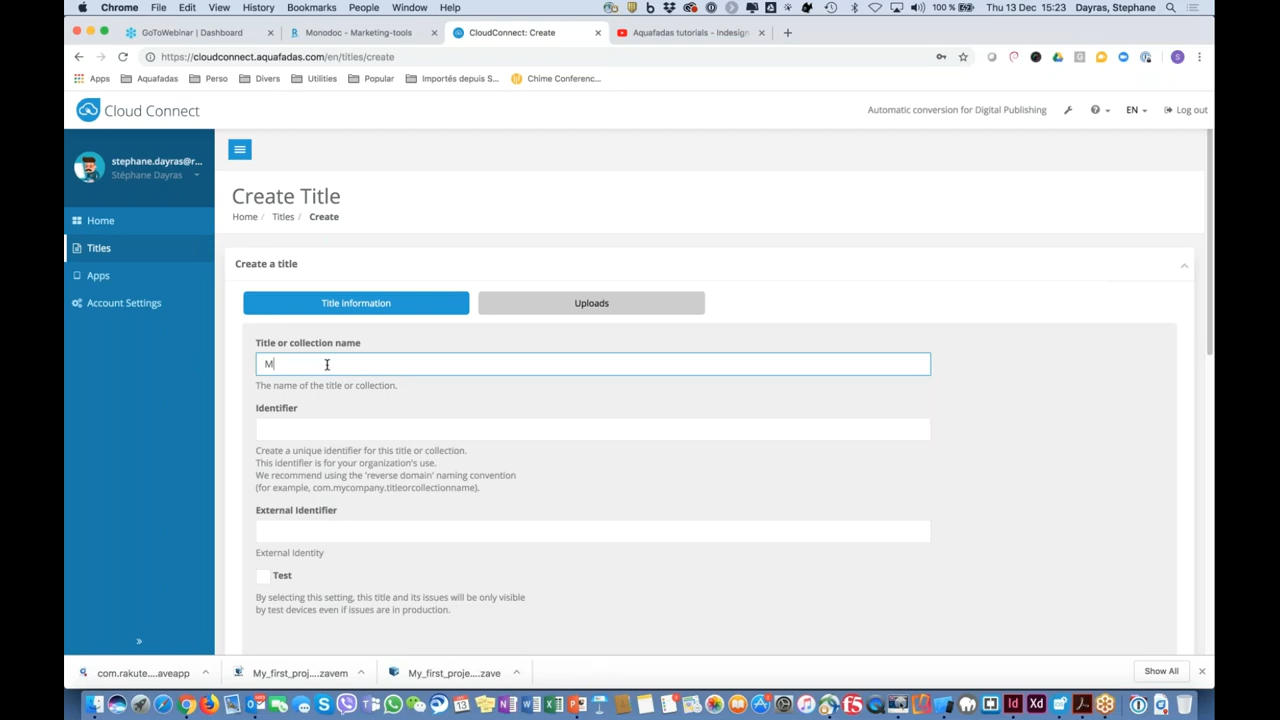 Chrome File Edit View History Bookmarks People Window Help 100 % Thu 13 Dec 15:23 Dayras, Stephane
GoToWebinar | Dashboard Monodoc - Marketing-tools CloudConnect: Create Aquafadas tutorials - Indesign
https://cloudconnect.aquafadas.com/en/titles/create
Apps Aquafadas Perso Divers Utilities Popular Importés depuis S... Chime Conferenc...
Cloud Connect Automatic conversion for Digital Publishing EN Log out
stephane.dayras@r...
Stéphane Dayras
Home
Titles
Apps
Account Settings
»
Create Title
Home / Titles / Create
Create a title
Title information Uploads
Title or collection name
M
The name of the title or collection.
Identifier
Create a unique identifier for this title or collection.
This identifier is for your organization's use.
We recommend using the 'reverse domain' naming convention
(for example, com.mycompany.titleorcollectionname).
External Identifier
External Identity
Test
By selecting this setting, this title and its issues will be only visible
by test devices even if issues are in production.
com.rakute....aveapp My_first_proj....zavem My_first_proje....zave Show All